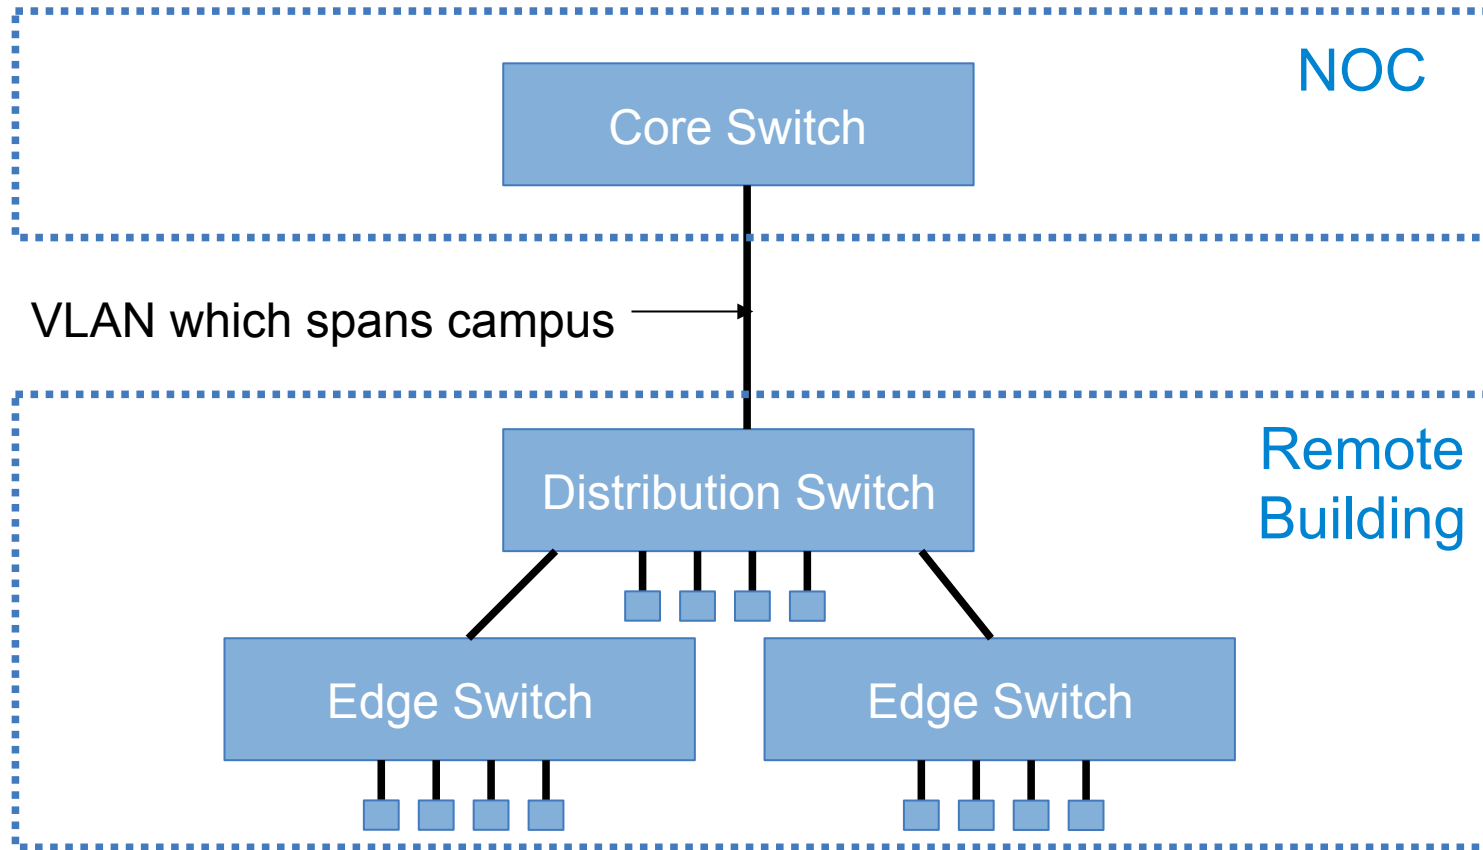 NOC
Core Switch
VLAN which spans campus
Remote
Building
Distribution Switch
Edge Switch
Edge Switch